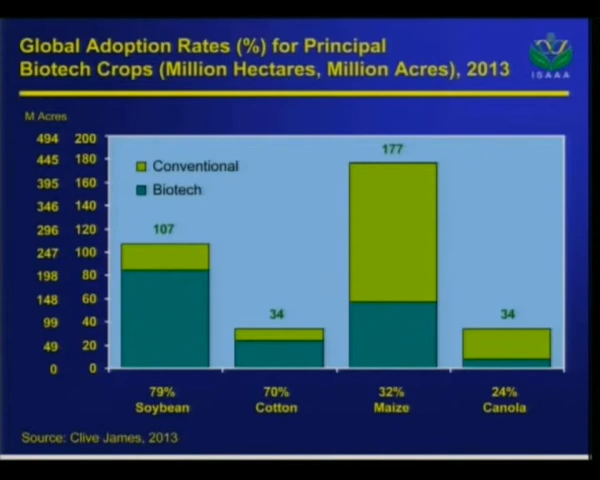 Global Adoption Rates (%) for Principal
Biotech Crops (Million Hectares, Million Acres), 2013
ISAAA
M Acres
494 200
445 180
395 160
346 140
296 120
247 100
198 80
148 60
99 40
49 20
0 0
Conventional
Biotech
107
34
177
34
79% 70% 32% 24%
Soybean Cotton Maize Canola
Source: Clive James, 2013